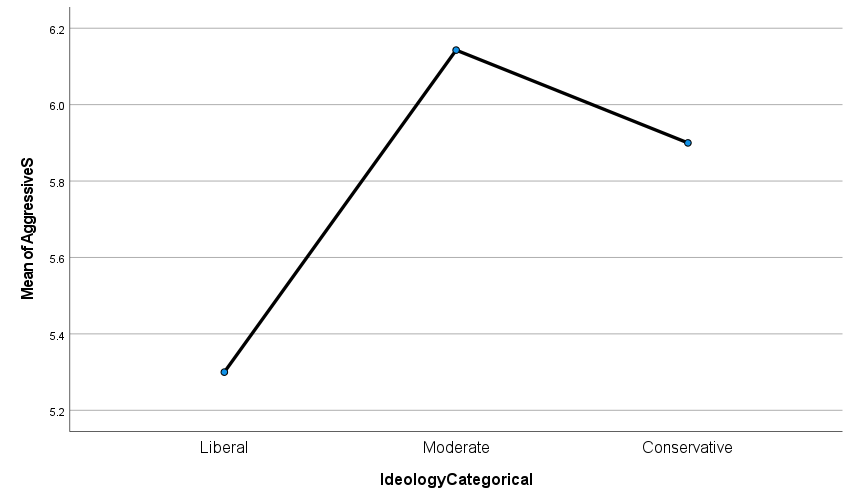 6.2
6.0
5.8
5.6
5.4
5.2
Mean of AggressiveS
Liberal
Moderate
Conservative
IdeologyCategorical